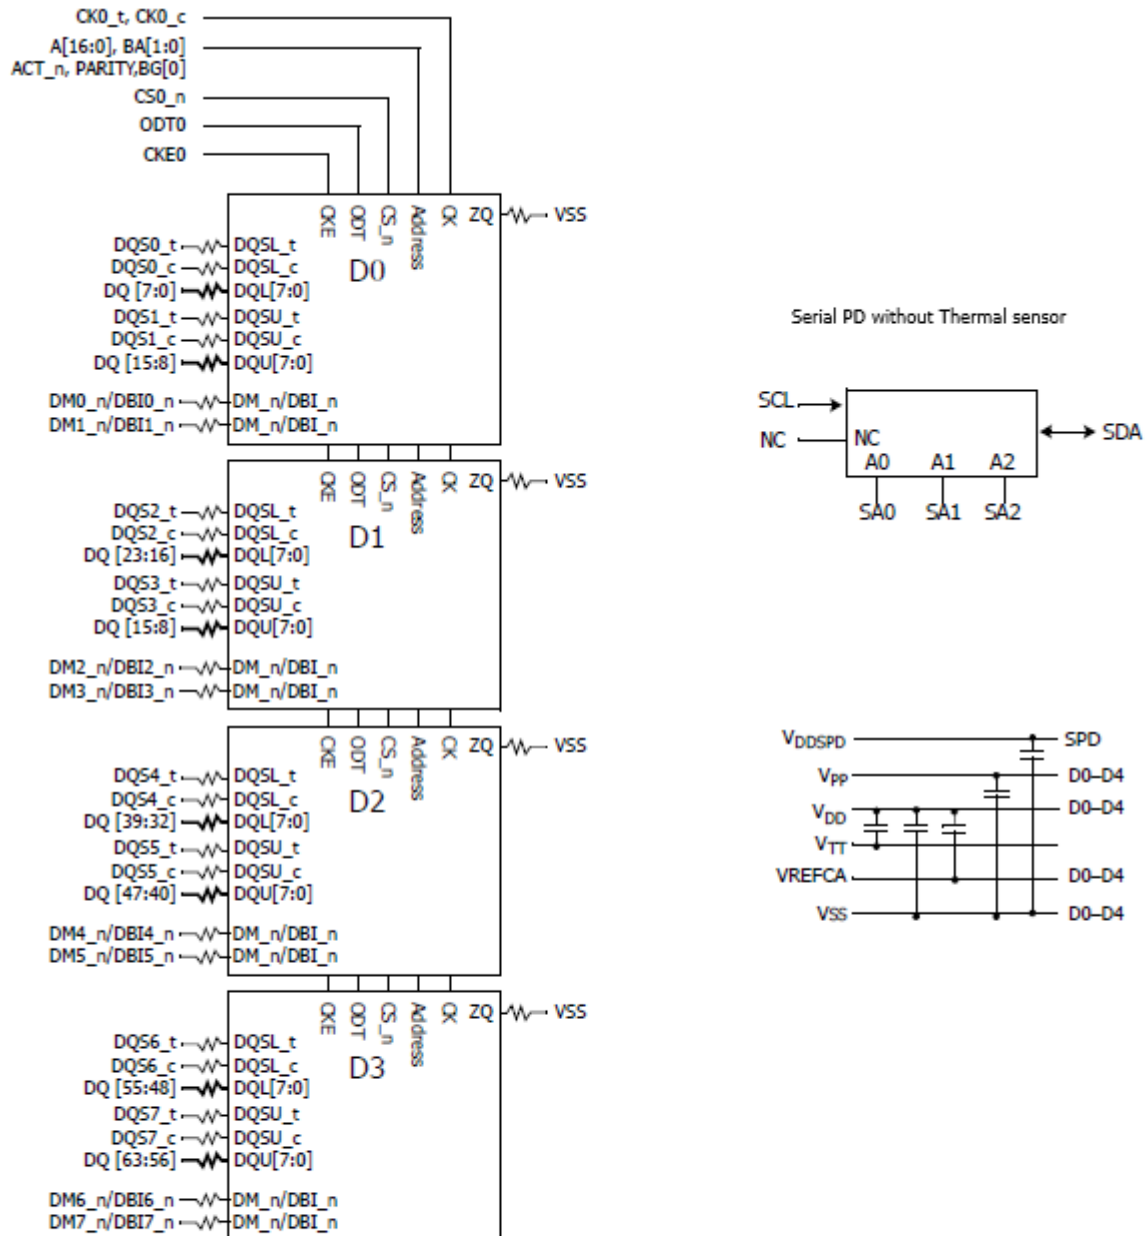 CK0_t, CK0_c
A[16:0], BA[1:0]
ACT_n, PARITY,BG[0]
CS0_n
ODT0
CKE0
CKE ODT CS_n Address CK ZQ VSS
D0
DQS0_t DQSL_t
DQS0_c DQSL_c
DQ [7:0] DQL[7:0]
DQS1_t DQSU_t
DQS1_c DQSU_c
DQ [15:8] DQU[7:0]
DM0_n/DBI0_n DM_n/DBI_n
DM1_n/DBI1_n DM_n/DBI_n
CKE ODT CS_n Address CK ZQ VSS
D1
DQS2_t DQSL_t
DQS2_c DQSL_c
DQ [23:16] DQL[7:0]
DQS3_t DQSU_t
DQS3_c DQSU_c
DQ [15:8] DQU[7:0]
DM2_n/DBI2_n DM_n/DBI_n
DM3_n/DBI3_n DM_n/DBI_n
CKE ODT CS_n Address CK ZQ VSS
D2
DQS4_t DQSL_t
DQS4_c DQSL_c
DQ [39:32] DQL[7:0]
DQS5_t DQSU_t
DQS5_c DQSU_c
DQ [47:40] DQU[7:0]
DM4_n/DBI4_n DM_n/DBI_n
DM5_n/DBI5_n DM_n/DBI_n
CKE ODT CS_n Address CK ZQ VSS
D3
DQS6_t DQSL_t
DQS6_c DQSL_c
DQ [55:48] DQL[7:0]
DQS7_t DQSU_t
DQS7_c DQSU_c
DQ [63:56] DQU[7:0]
DM6_n/DBI6_n DM_n/DBI_n
DM7_n/DBI7_n DM_n/DBI_n
Serial PD without Thermal sensor
SCL
NC NC
SDA
A0 A1 A2
SA0 SA1 SA2
VDDSPD SPD
VPP D0–D4
VDD D0–D4
VTT
VREFCA D0–D4
VSS D0–D4